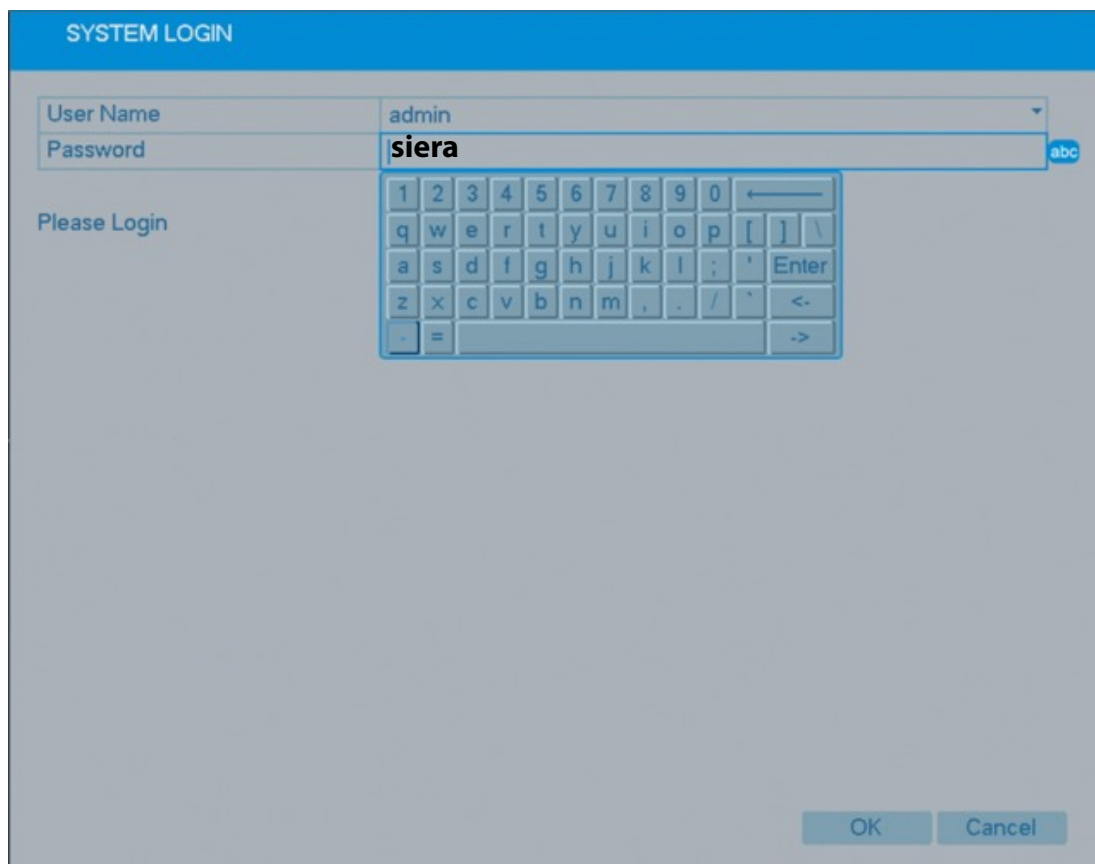 SYSTEM LOGIN
User Name admin
Password siera abc
1 2 3 4 5 6 7 8 9 0 ←
Please Login
q w e r t y u i o p [ ] \
a s d f g h j k l ; ' Enter
z x c v b n m , . / ` <-
- = ->
OK Cancel